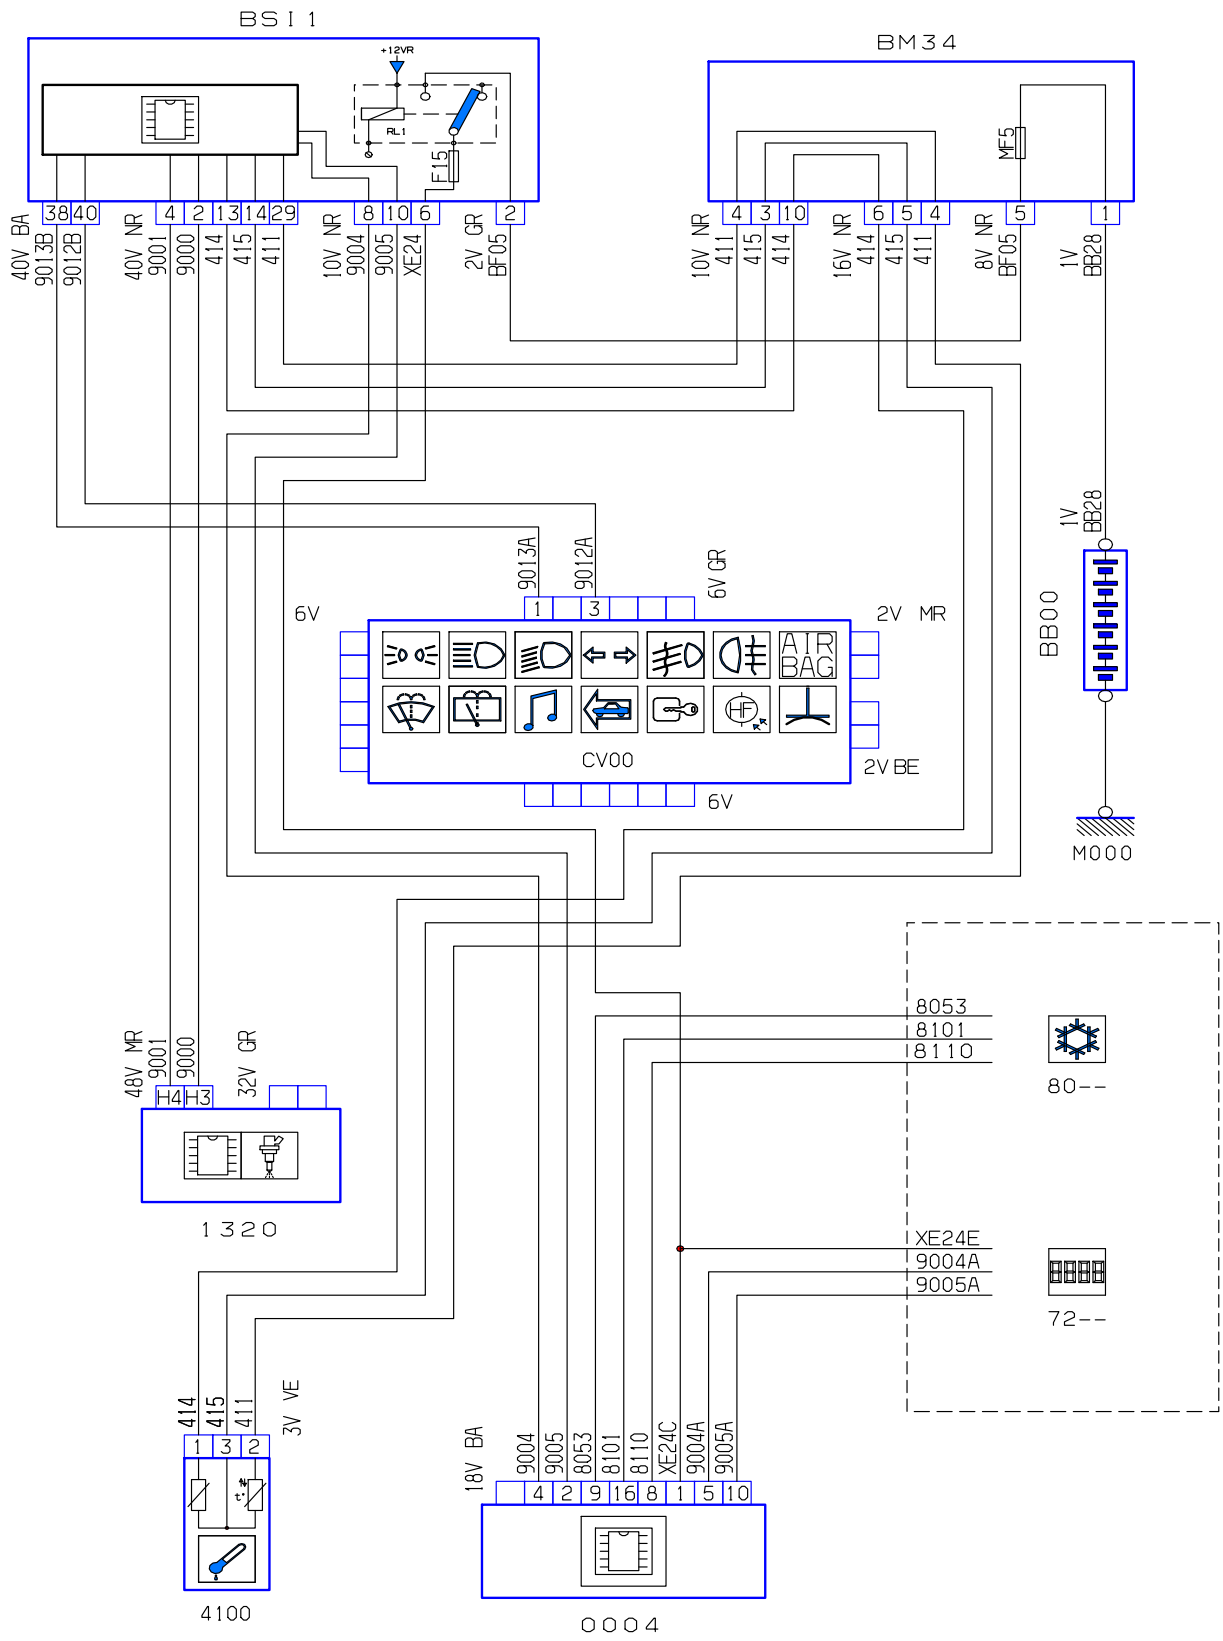 BSI1
BM34
+12VR
RL1
F15
MF5
38 40 4 2 13 14 29 8 10 6 2
4 3 10 6 5 4 5 1
40V BA
9013B
9012B
40V NR
9001
9000
414
415
411
10V NR
9004
9005
XE24
2V GR
BF05
10V NR
411
415
414
16V NR
414
415
411
8V NR
BF05
1V
BB28
1V
BB28
BB00
M000
9013A
9012A
6V GR
6V
1 3
2V MR
AIR
BAG
HF
CV00
2V BE
6V
8053
8101
8110
80--
48V MR
9001
9000
32V GR
H4 H3
1320
XE24E
9004A
9005A
72--
414
415
411
3V VE
1 3 2
t°
4100
18V BA
9004
9005
8053
8101
8110
XE24C
9004A
9005A
4 2 9 16 8 1 5 10
0004